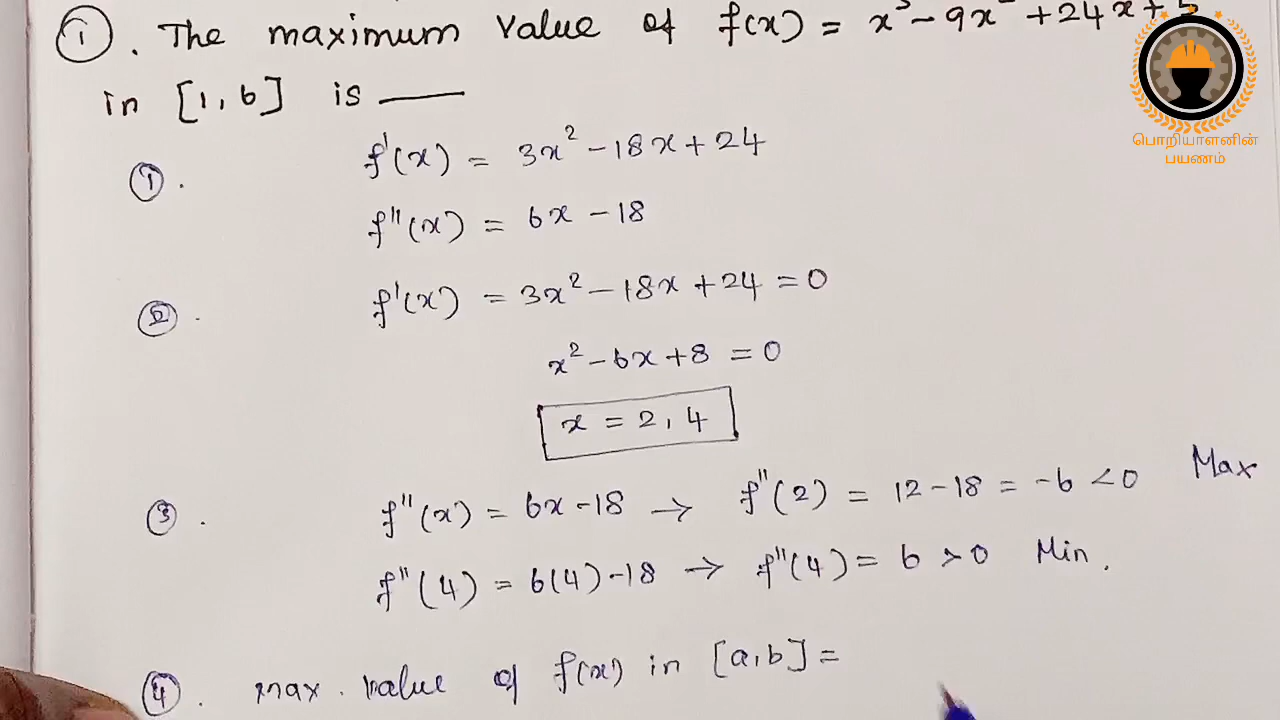 ① . The maximum value of f(x) = x³ - 9x² + 24x + 5
in [1, 6] is ____
① . f'(x) = 3x² - 18x + 24
f"(x) = 6x - 18
② . f'(x) = 3x² - 18x + 24 = 0
x² - 6x + 8 = 0
x = 2, 4
③ . f"(x) = 6x - 18 → f"(2) = 12 - 18 = -6 < 0 Max
f"(4) = 6(4) - 18 → f"(4) = 6 > 0 Min.
④ . max. value of f(x) in [a, b] =
பொறியாளனின்
பயணம்